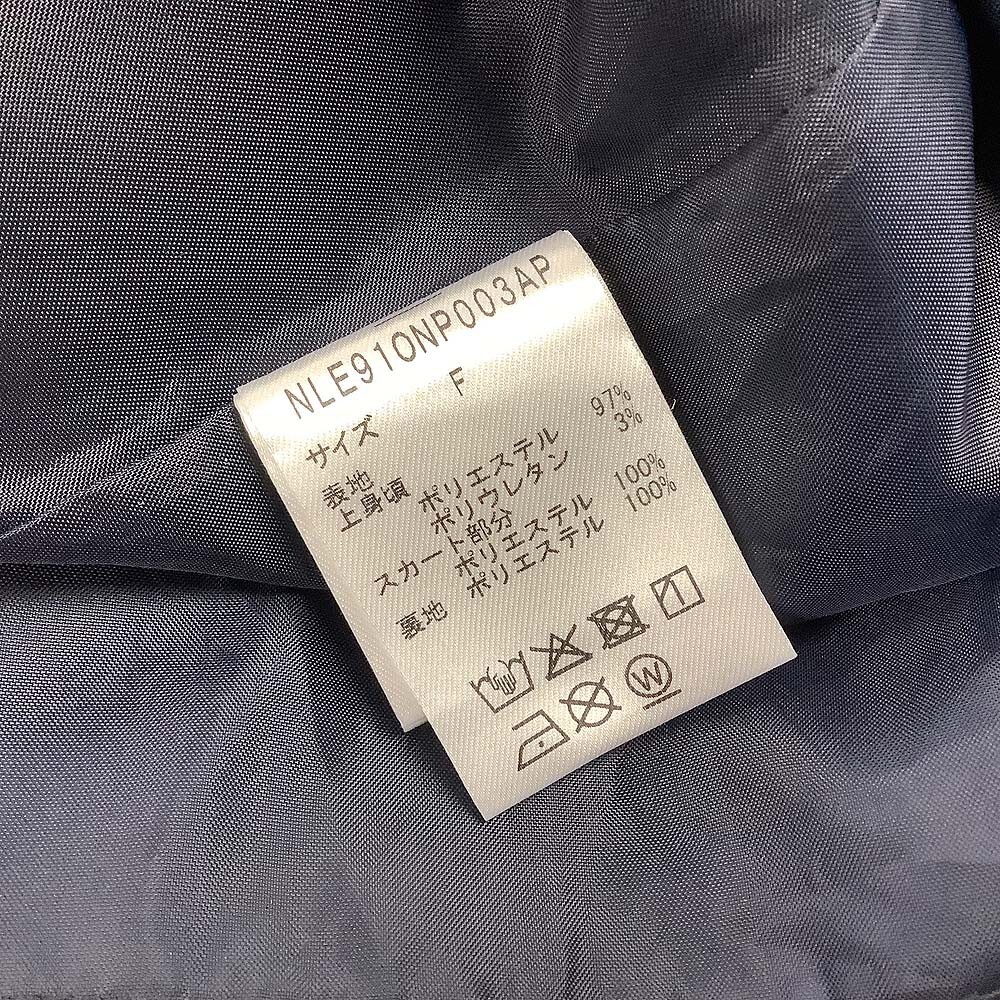 NLE910NP003AP
サイズ F
表地
上身頃 ポリエステル 97%
ポリウレタン 3%
スカート部分
ポリエステル 100%
裏地 ポリエステル 100%
W